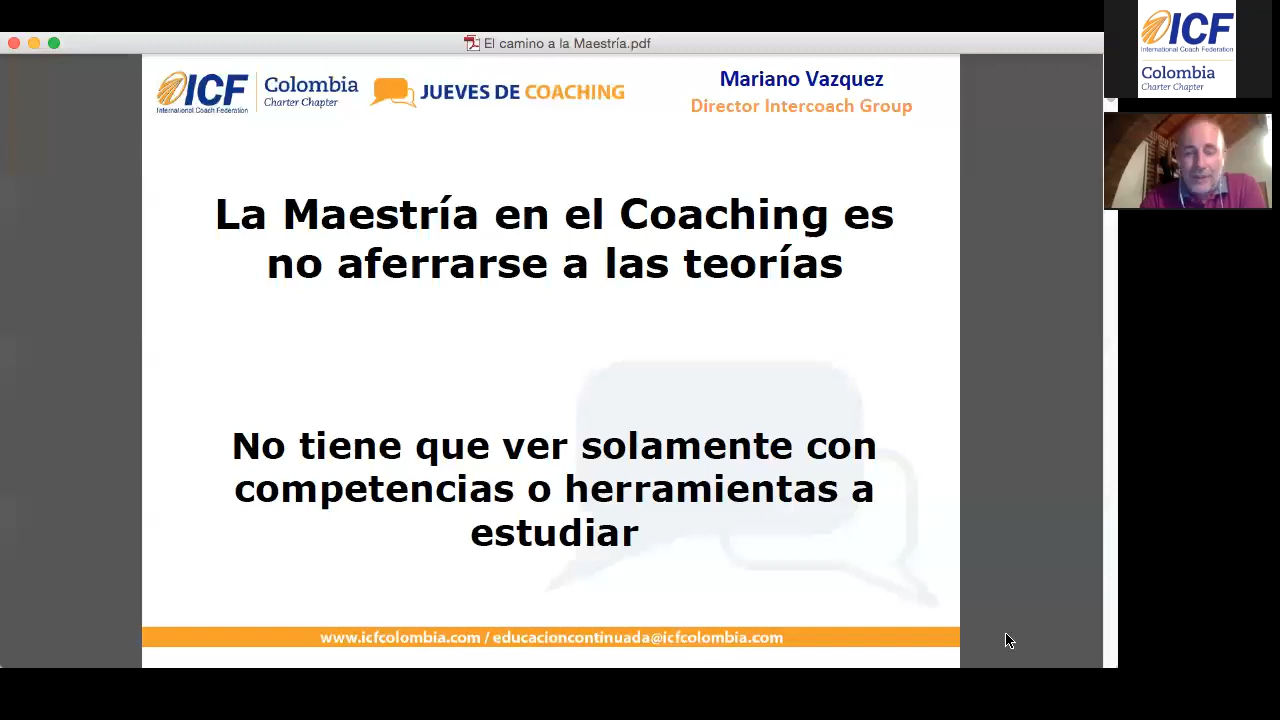 El camino a la Maestría.pdf
ICF
International Coach Federation
Colombia
Charter Chapter
JUEVES DE COACHING
Mariano Vazquez
Director Intercoach Group
La Maestría en el Coaching es
no aferrarse a las teorías
No tiene que ver solamente con
competencias o herramientas a
estudiar
www.icfcolombia.com / educacioncontinuada@icfcolombia.com
ICF
International Coach Federation
Colombia
Charter Chapter